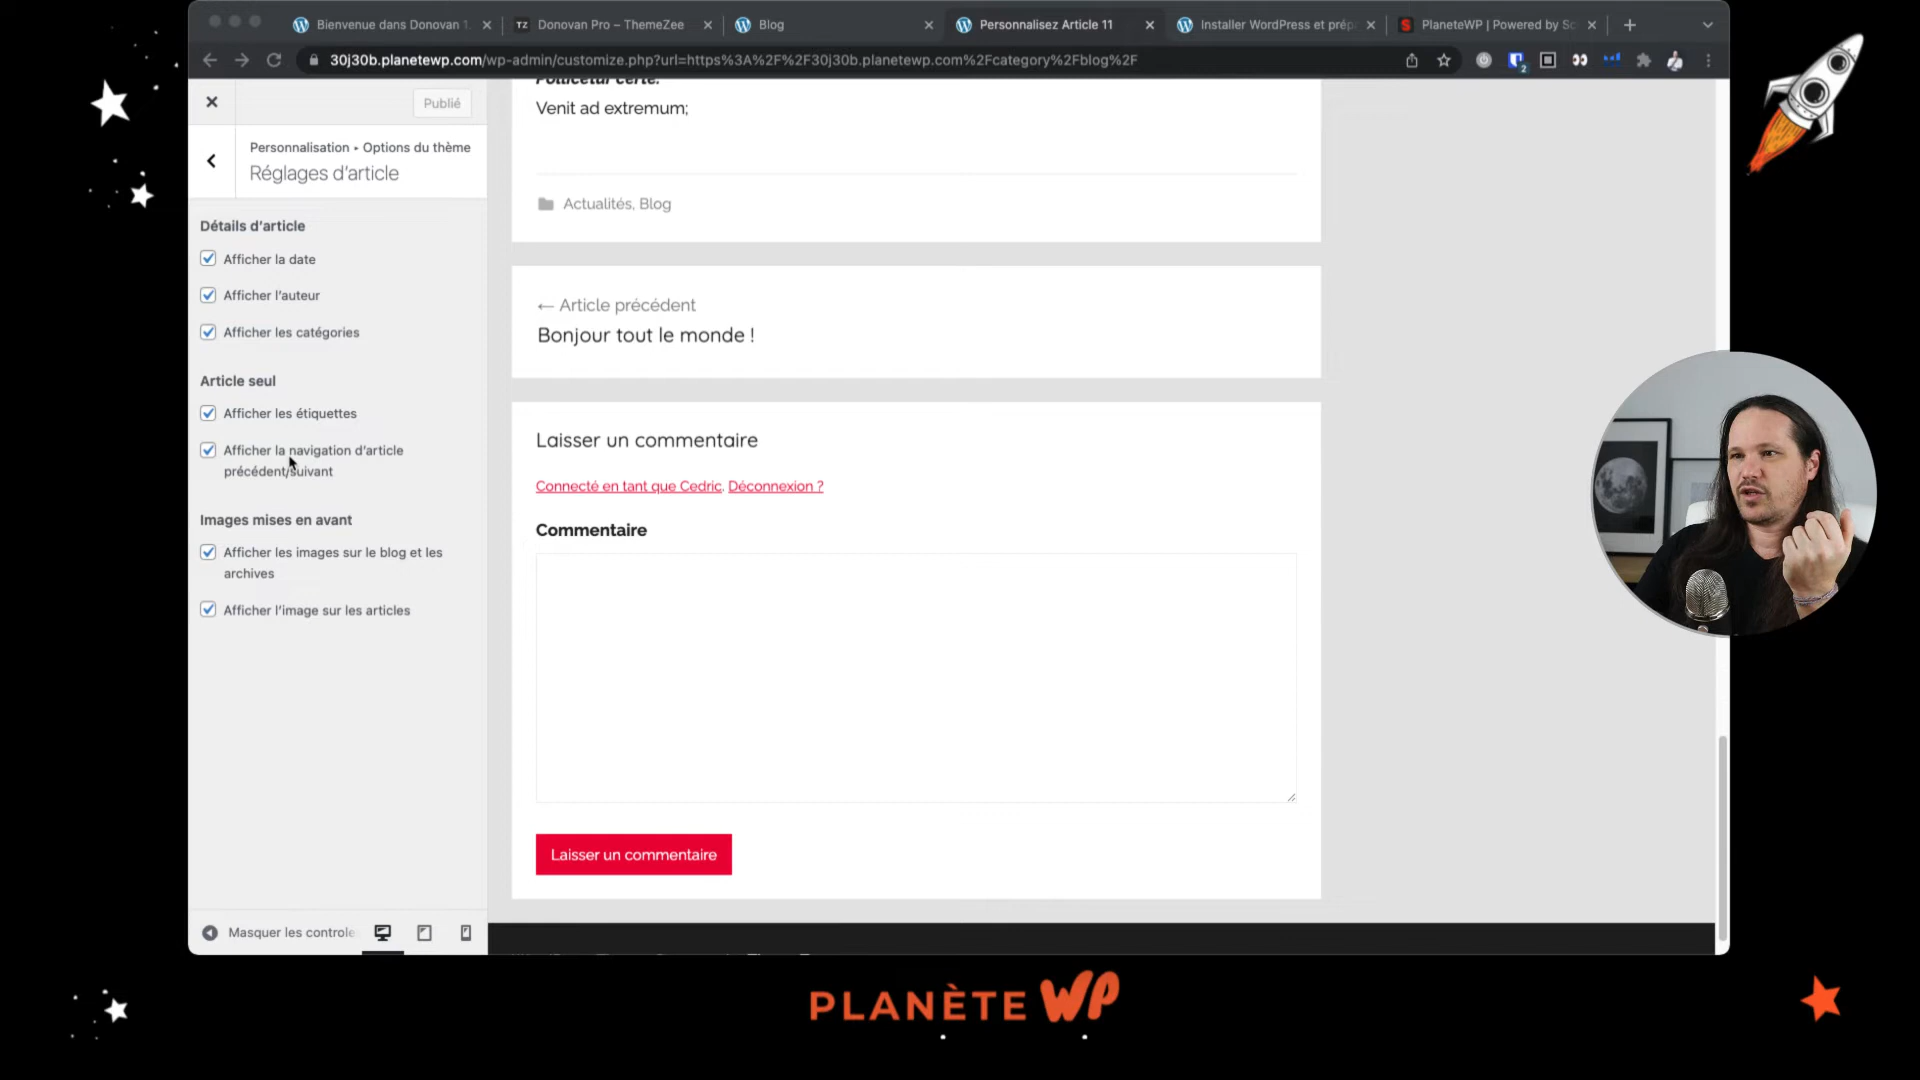 Bienvenue dans Donovan 1.
TZ Donovan Pro – ThemeZee
Blog
Personnalisez Article 11
Installer WordPress et prép
PlaneteWP | Powered by Sc
30j30b.planetewp.com/wp-admin/customize.php?url=https%3A%2F%2F30j30b.planetewp.com%2Fcategory%2Fblog%2F
Publié
Personnalisation ▸ Options du thème
Réglages d’article
Détails d’article
Afficher la date
Afficher l’auteur
Afficher les catégories
Article seul
Afficher les étiquettes
Afficher la navigation d’article
précédent/suivant
Images mises en avant
Afficher les images sur le blog et les
archives
Afficher l’image sur les articles
Masquer les contrôle
Pollicetur certe.
Venit ad extremum;
Actualités, Blog
← Article précédent
Bonjour tout le monde !
Laisser un commentaire
Connecté en tant que Cedric. Déconnexion ?
Commentaire
Laisser un commentaire
PLANÈTE WP